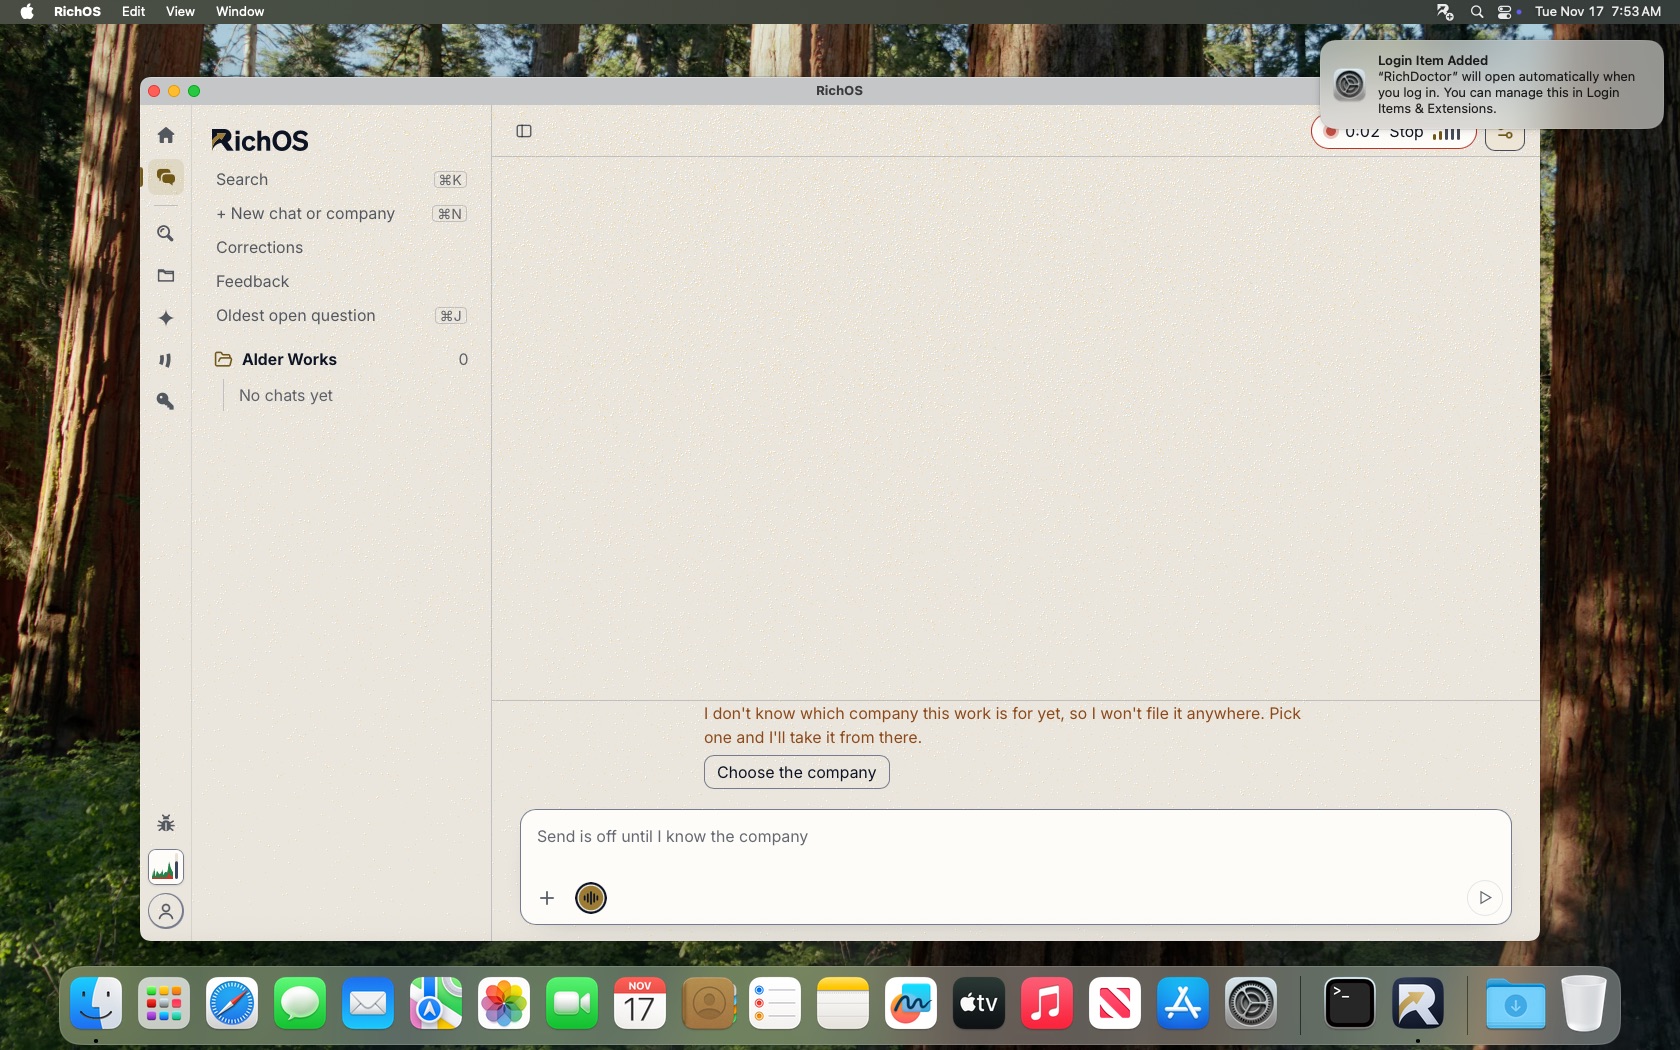 RichOS Edit View Window
Tue Nov 17 7:53 AM
Login Item Added
“RichDoctor” will open automatically when
you log in. You can manage this in Login
Items & Extensions.
RichOS
0:02 Stop
RichOS
Search ⌘K
+ New chat or company ⌘N
Corrections
Feedback
Oldest open question ⌘J
Alder Works 0
No chats yet
I don't know which company this work is for yet, so I won't file it anywhere. Pick
one and I'll take it from there.
Choose the company
Send is off until I know the company
NOV
17
tv
>_